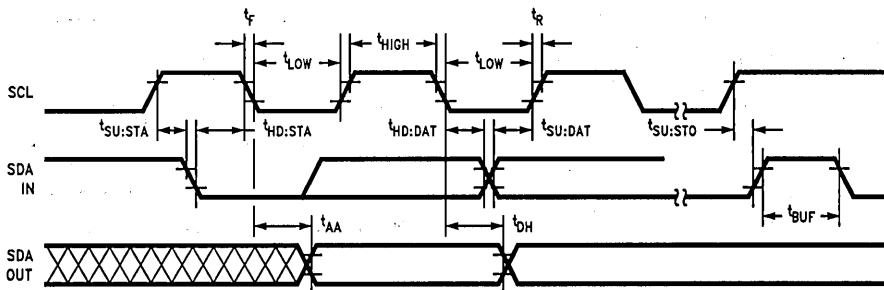 tF tR
tLOW tHIGH tLOW
SCL
tSU:STA tHD:STA tHD:DAT tSU:DAT tSU:STO
SDA
IN
tBUF
tAA tDH
SDA
OUT